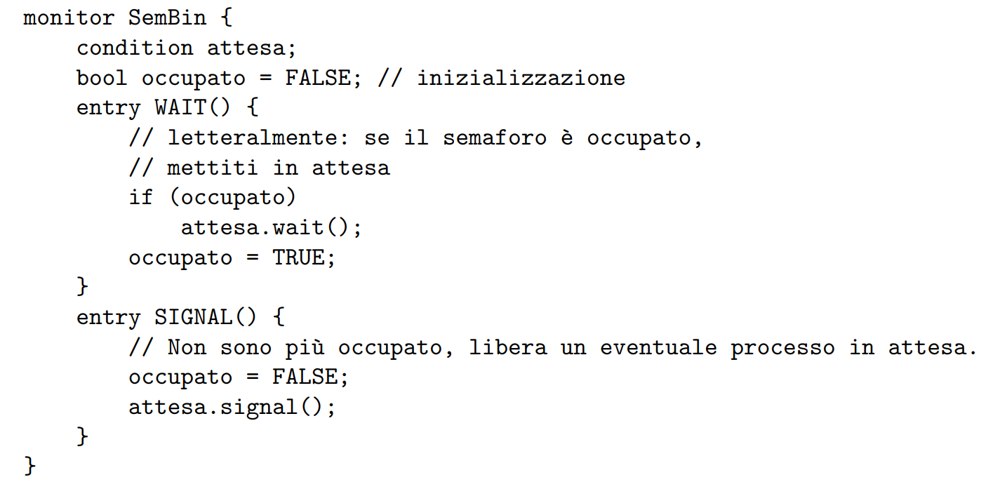 monitor SemBin {
    condition attesa;
    bool occupato = FALSE; // inizializzazione
    entry WAIT() {
        // letteralmente: se il semaforo è occupato,
        // mettiti in attesa
        if (occupato)
            attesa.wait();
        occupato = TRUE;
    }
    entry SIGNAL() {
        // Non sono più occupato, libera un eventuale processo in attesa.
        occupato = FALSE;
        attesa.signal();
    }
}